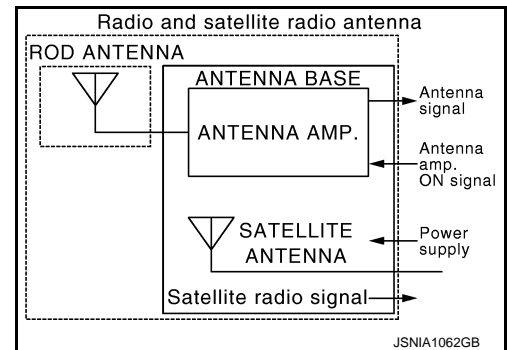 Radio and satellite radio antenna
ROD ANTENNA
ANTENNA BASE
ANTENNA AMP.
Antenna
signal
Antenna
amp.
ON signal
SATELLITE
ANTENNA
Power
supply
Satellite radio signal
JSNIA1062GB